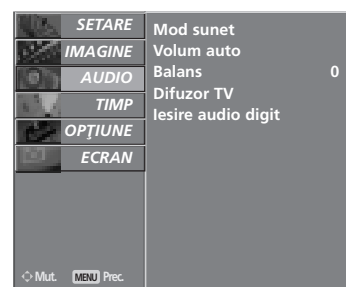 SETARE
IMAGINE
AUDIO
TIMP
OPŢIUNE
ECRAN
Mod sunet
Volum auto
Balans 0
Difuzor TV
Iesire audio digit
Mut. MENU Prec.